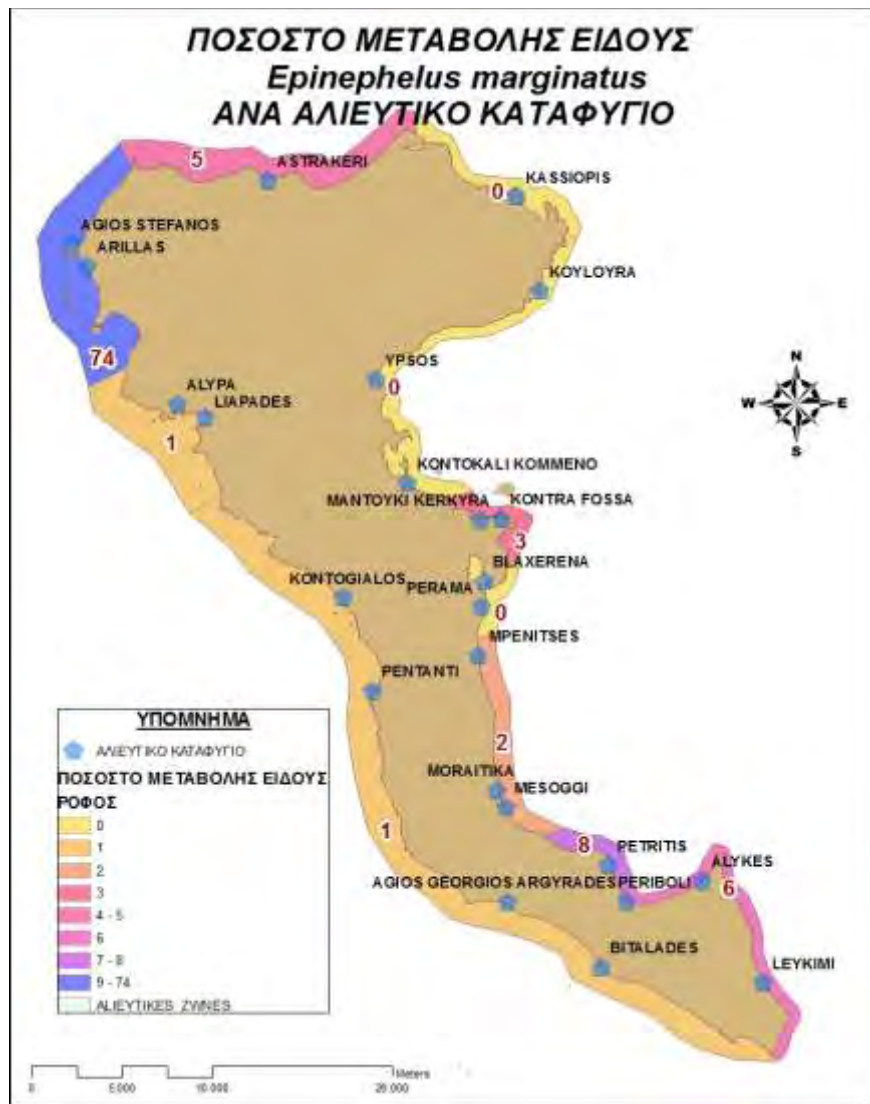 ΠΟΣΟΣΤΟ ΜΕΤΑΒΟΛΗΣ ΕΙΔΟΥΣ
Epinephelus marginatus
ΑΝΑ ΑΛΙΕΥΤΙΚΟ ΚΑΤΑΦΥΓΙΟ
5
ASTRAKERI
0
KASSIOPIS
AGIOS STEFANOS
ARILLAS
KOYLOYRA
74
YPSOS
0
ALYPA
LIAPADES
1
N
W E
S
KONTOKALI KOMMENO
MANTOYKI KERKYRA
KONTRA FOSSA
3
BLAXERENA
KONTOGIALOS
PERAMA
0
MPENITSES
PENTANTI
2
MORAITIKA
MESOGGI
1
8
PETRITIS
ALYKES
6
AGIOS GEORGIOS ARGYRADES
PERIBOLI
BITALADES
LEYKIMI
ΥΠΟΜΝΗΜΑ
ΑΛΙΕΥΤΙΚΟ ΚΑΤΑΦΥΓΙΟ
ΠΟΣΟΣΤΟ ΜΕΤΑΒΟΛΗΣ ΕΙΔΟΥΣ
ΡΟΦΟΣ
0
1
2
3
4 - 5
6
7 - 8
9 - 74
ALIEYTIKES ZWNES
Meters
0 5.000 10.000 20.000